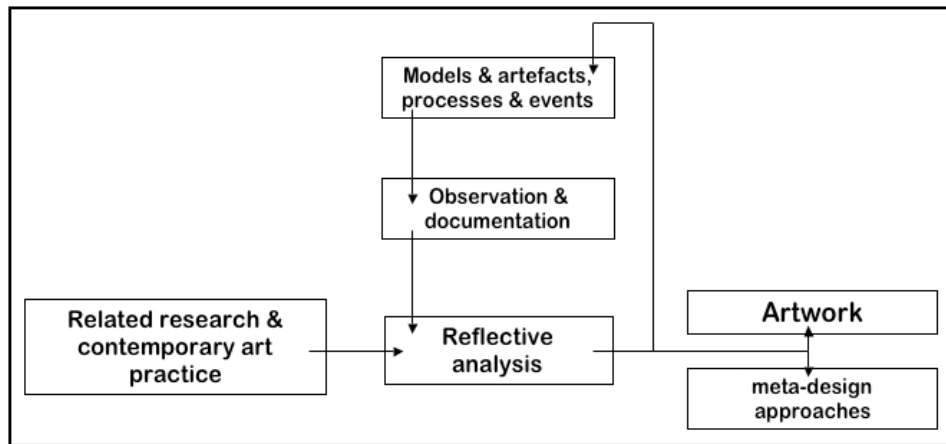 Models & artefacts,
processes & events
Observation &
documentation
Related research &
contemporary art
practice
Reflective
analysis
Artwork
meta-design
approaches